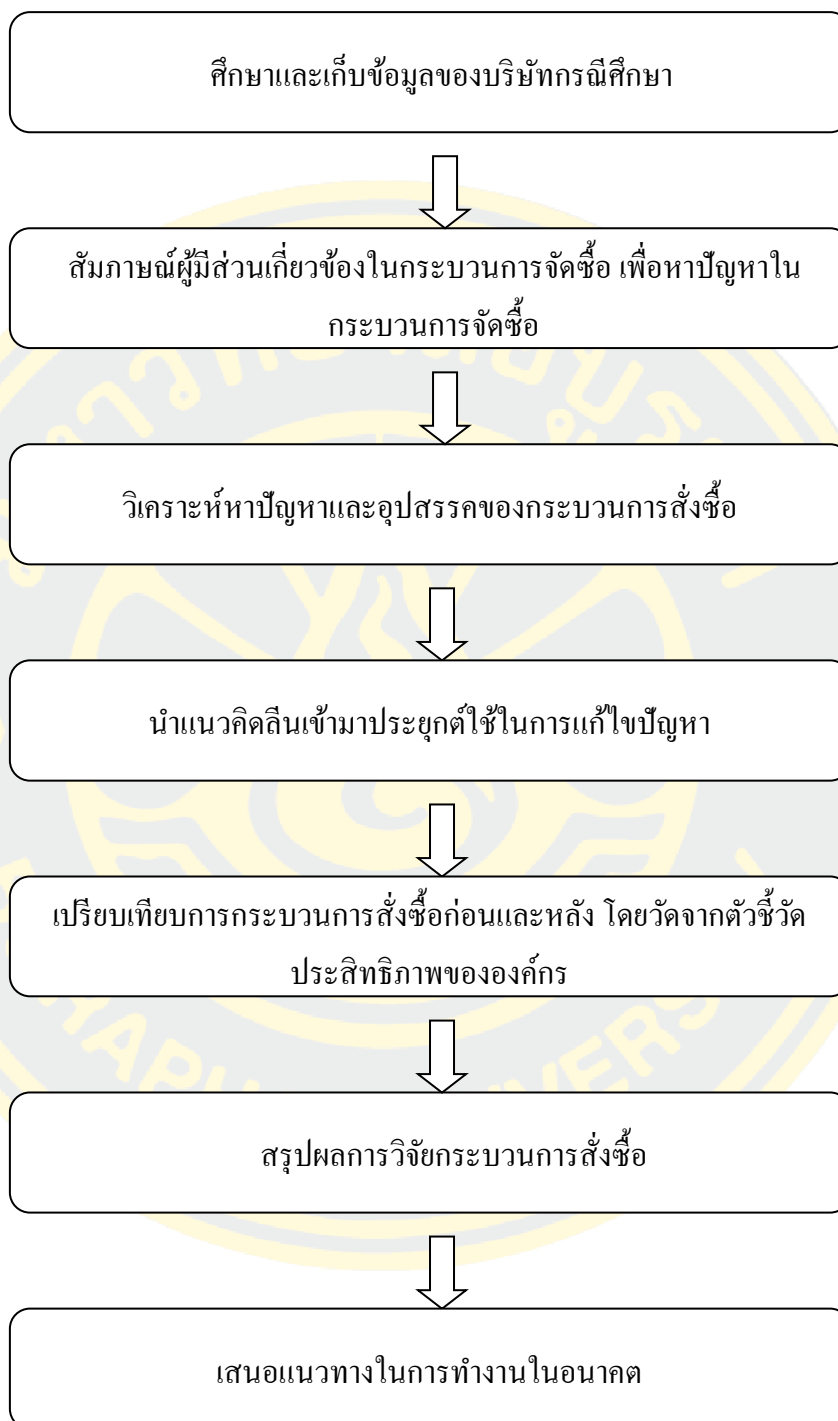 ศึกษาและเก็บข้อมูลของบริษัทกรณีศึกษา
สัมภาษณ์ผู้มีส่วนเกี่ยวข้องในกระบวนการจัดซื้อ เพื่อหาปัญหาใน
กระบวนการจัดซื้อ
วิเคราะห์หาปัญหาและอุปสรรคของกระบวนการสั่งซื้อ
นำแนวคิดลีนเข้ามาประยุกต์ใช้ในการแก้ไขปัญหา
เปรียบเทียบการกระบวนการสั่งซื้อก่อนและหลัง โดยวัดจากตัวชี้วัด
ประสิทธิภาพขององค์กร
สรุปผลการวิจัยกระบวนการสั่งซื้อ
เสนอแนวทางในการทำงานในอนาคต